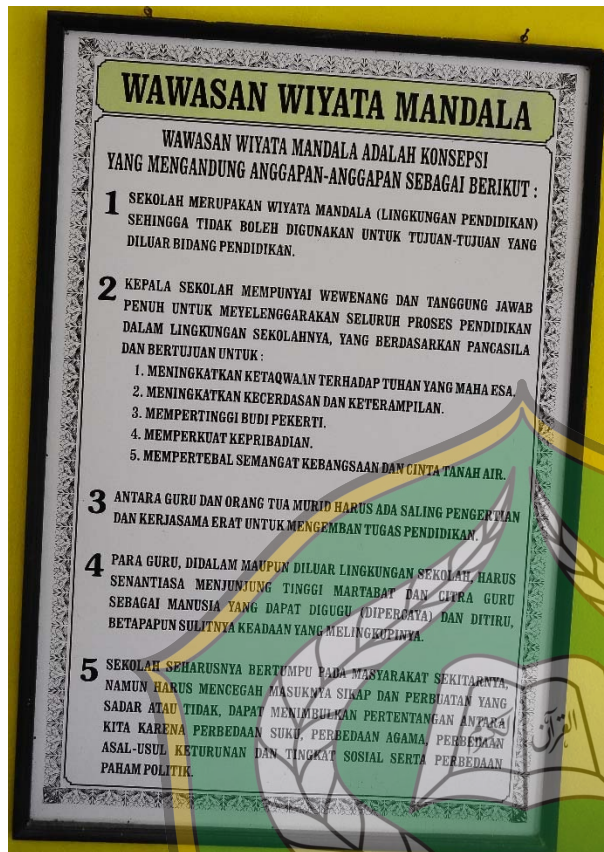 WAWASAN WIYATA MANDALA
WAWASAN WIYATA MANDALA ADALAH KONSEPSI
YANG MENGANDUNG ANGGAPAN-ANGGAPAN SEBAGAI BERIKUT :
1 SEKOLAH MERUPAKAN WIYATA MANDALA (LINGKUNGAN PENDIDIKAN)
SEHINGGA TIDAK BOLEH DIGUNAKAN UNTUK TUJUAN-TUJUAN YANG
DILUAR BIDANG PENDIDIKAN.
2 KEPALA SEKOLAH MEMPUNYAI WEWENANG DAN TANGGUNG JAWAB
PENUH UNTUK MEYELENGGARAKAN SELURUH PROSES PENDIDIKAN
DALAM LINGKUNGAN SEKOLAHNYA, YANG BERDASARKAN PANCASILA
DAN BERTUJUAN UNTUK :
1. MENINGKATKAN KETAQWAAN TERHADAP TUHAN YANG MAHA ESA.
2. MENINGKATKAN KECERDASAN DAN KETERAMPILAN.
3. MEMPERTINGGI BUDI PEKERTI.
4. MEMPERKUAT KEPRIBADIAN.
5. MEMPERTEBAL SEMANGAT KEBANGSAAN DAN CINTA TANAH AIR.
3 ANTARA GURU DAN ORANG TUA MURID HARUS ADA SALING PENGERTIAN
DAN KERJASAMA ERAT UNTUK MENGEMBAN TUGAS PENDIDIKAN.
4 PARA GURU, DIDALAM MAUPUN DILUAR LINGKUNGAN SEKOLAH, HARUS
SENANTIASA MENJUNJUNG TINGGI MARTABAT DAN CITRA GURU
SEBAGAI MANUSIA YANG DAPAT DIGUGU (DIPERCAYA) DAN DITIRU,
BETAPAPUN SULITNYA KEADAAN YANG MELINGKUPINYA.
5 SEKOLAH SEHARUSNYA BERTUMPU PADA MASYARAKAT SEKITARNYA,
NAMUN HARUS MENCEGAH MASUKNYA SIKAP DAN PERBUATAN YANG
SADAR ATAU TIDAK, DAPAT MENIMBULKAN PERTENTANGAN ANTARA
KITA KARENA PERBEDAAN SUKU, PERBEDAAN AGAMA, PERBEDAAN
ASAL-USUL KETURUNAN DAN TINGKAT SOSIAL SERTA PERBEDAAN
PAHAM POLITIK.
القرآن